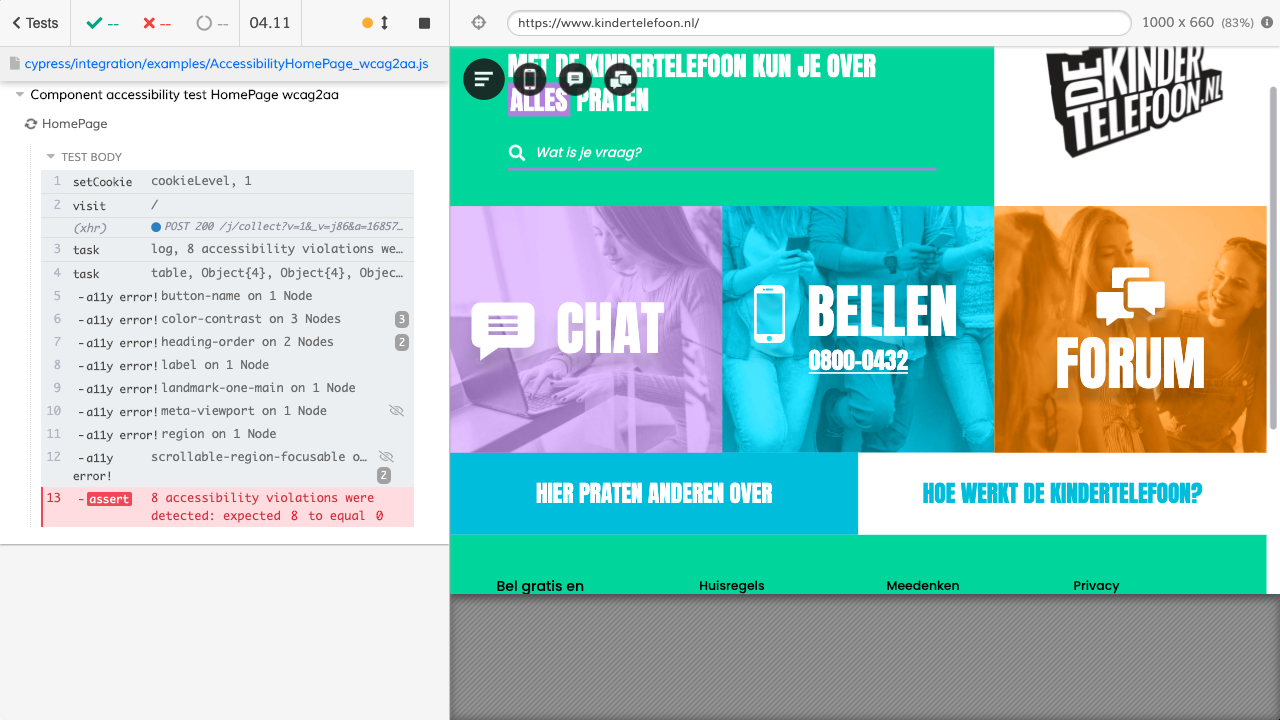 Tests
--
--
--
04.11
https://www.kindertelefoon.nl/
1000 x 660 (83%)
cypress/integration/examples/AccessibilityHomePage_wcag2aa.js
Component accessibility test HomePage wcag2aa
HomePage
TEST BODY
1 setCookie cookieLevel, 1
2 visit /
(xhr) POST 200 /j/collect?v=1&_v=j86&a=16857…
3 task log, 8 accessibility violations we…
4 task table, Object{4}, Object{4}, Objec…
5 -a11y error! button-name on 1 Node
6 -a11y error! color-contrast on 3 Nodes 3
7 -a11y error! heading-order on 2 Nodes 2
8 -a11y error! label on 1 Node
9 -a11y error! landmark-one-main on 1 Node
10 -a11y error! meta-viewport on 1 Node
11 -a11y error! region on 1 Node
12 -a11y scrollable-region-focusable o…
error! 2
13 -assert 8 accessibility violations were
detected: expected 8 to equal 0
MET DE KINDERTELEFOON KUN JE OVER
ALLES PRATEN
Wat is je vraag?
DE
KINDER
TELEFOON.NL
CHAT
BELLEN
0800-0432
FORUM
HIER PRATEN ANDEREN OVER
HOE WERKT DE KINDERTELEFOON?
Bel gratis en
Huisregels
Meedenken
Privacy